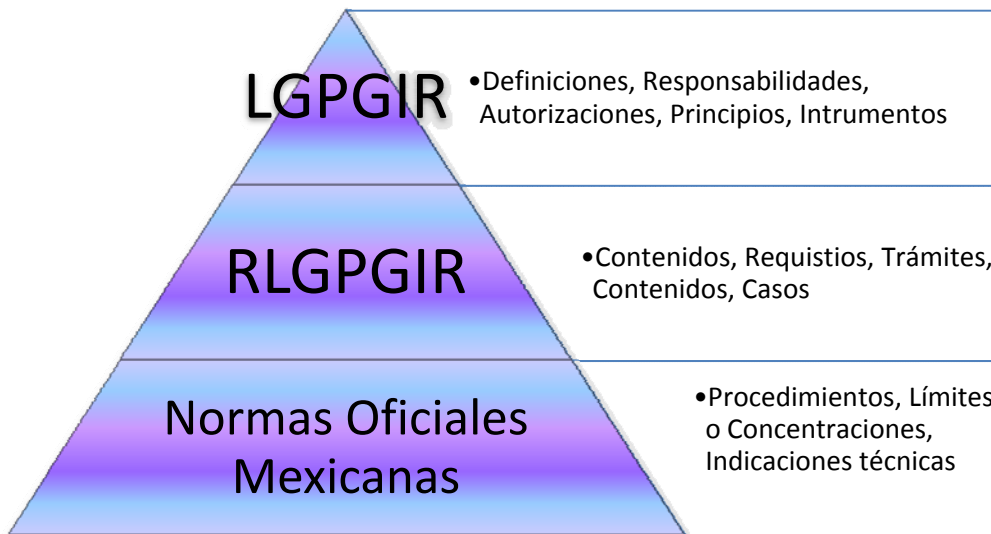 LGPGIR
•Definiciones, Responsabilidades,
Autorizaciones, Principios, Intrumentos
RLGPGIR
•Contenidos, Requistios, Trámites,
Contenidos, Casos
Normas Oficiales
Mexicanas
•Procedimientos, Límites
o Concentraciones,
Indicaciones técnicas